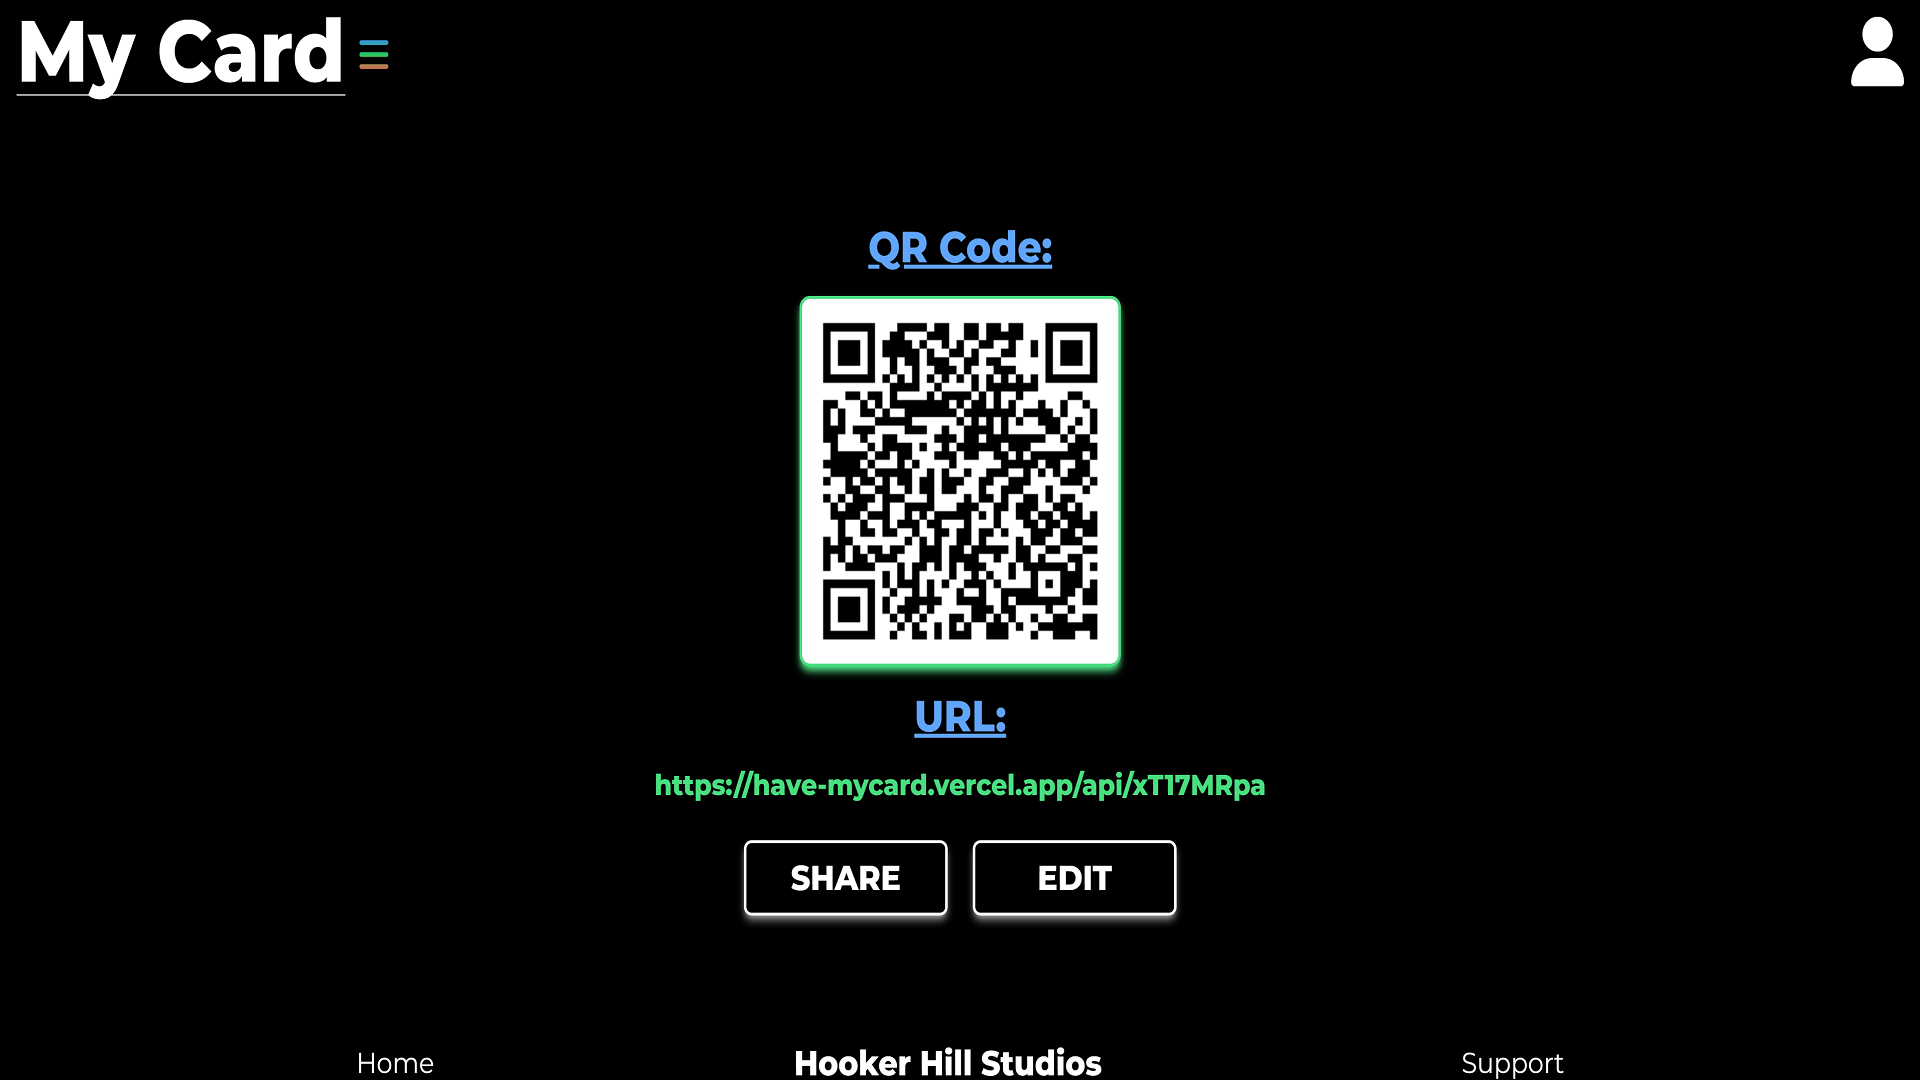 My Card
QR Code:
URL:
https://have-mycard.vercel.app/api/xT17MRpa
SHARE
EDIT
Home
Hooker Hill Studios
Support